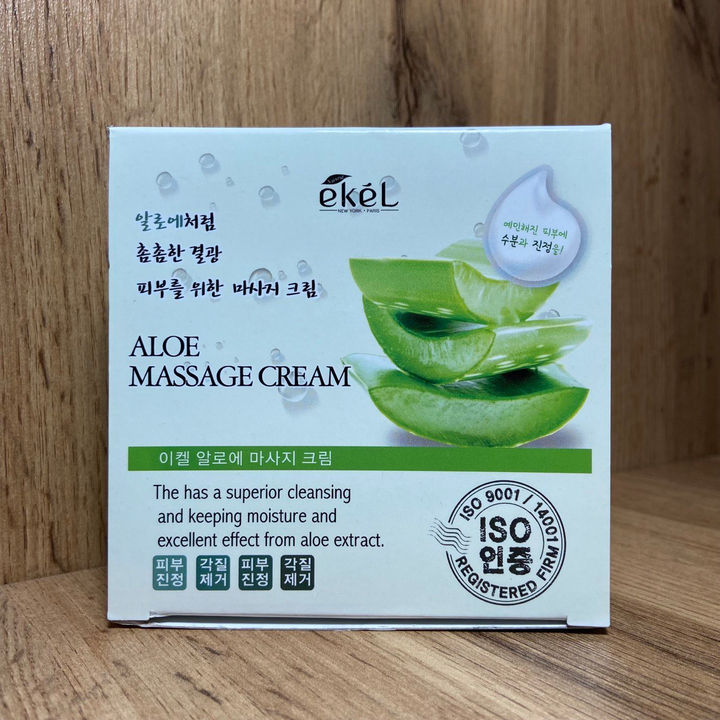 ekēL
NEW YORK · PARIS
알로에처럼
촘촘한 결광
피부를 위한 마사지 크림
예민해진 피부에
수분과 진정을!
ALOE
MASSAGE CREAM
이켈 알로에 마사지 크림
The has a superior cleansing
and keeping moisture and
excellent effect from aloe extract.
피부 각질 피부 각질
진정 제거 진정 제거
ISO 9001 / 14001
ISO
인증
REGISTERED FIRM